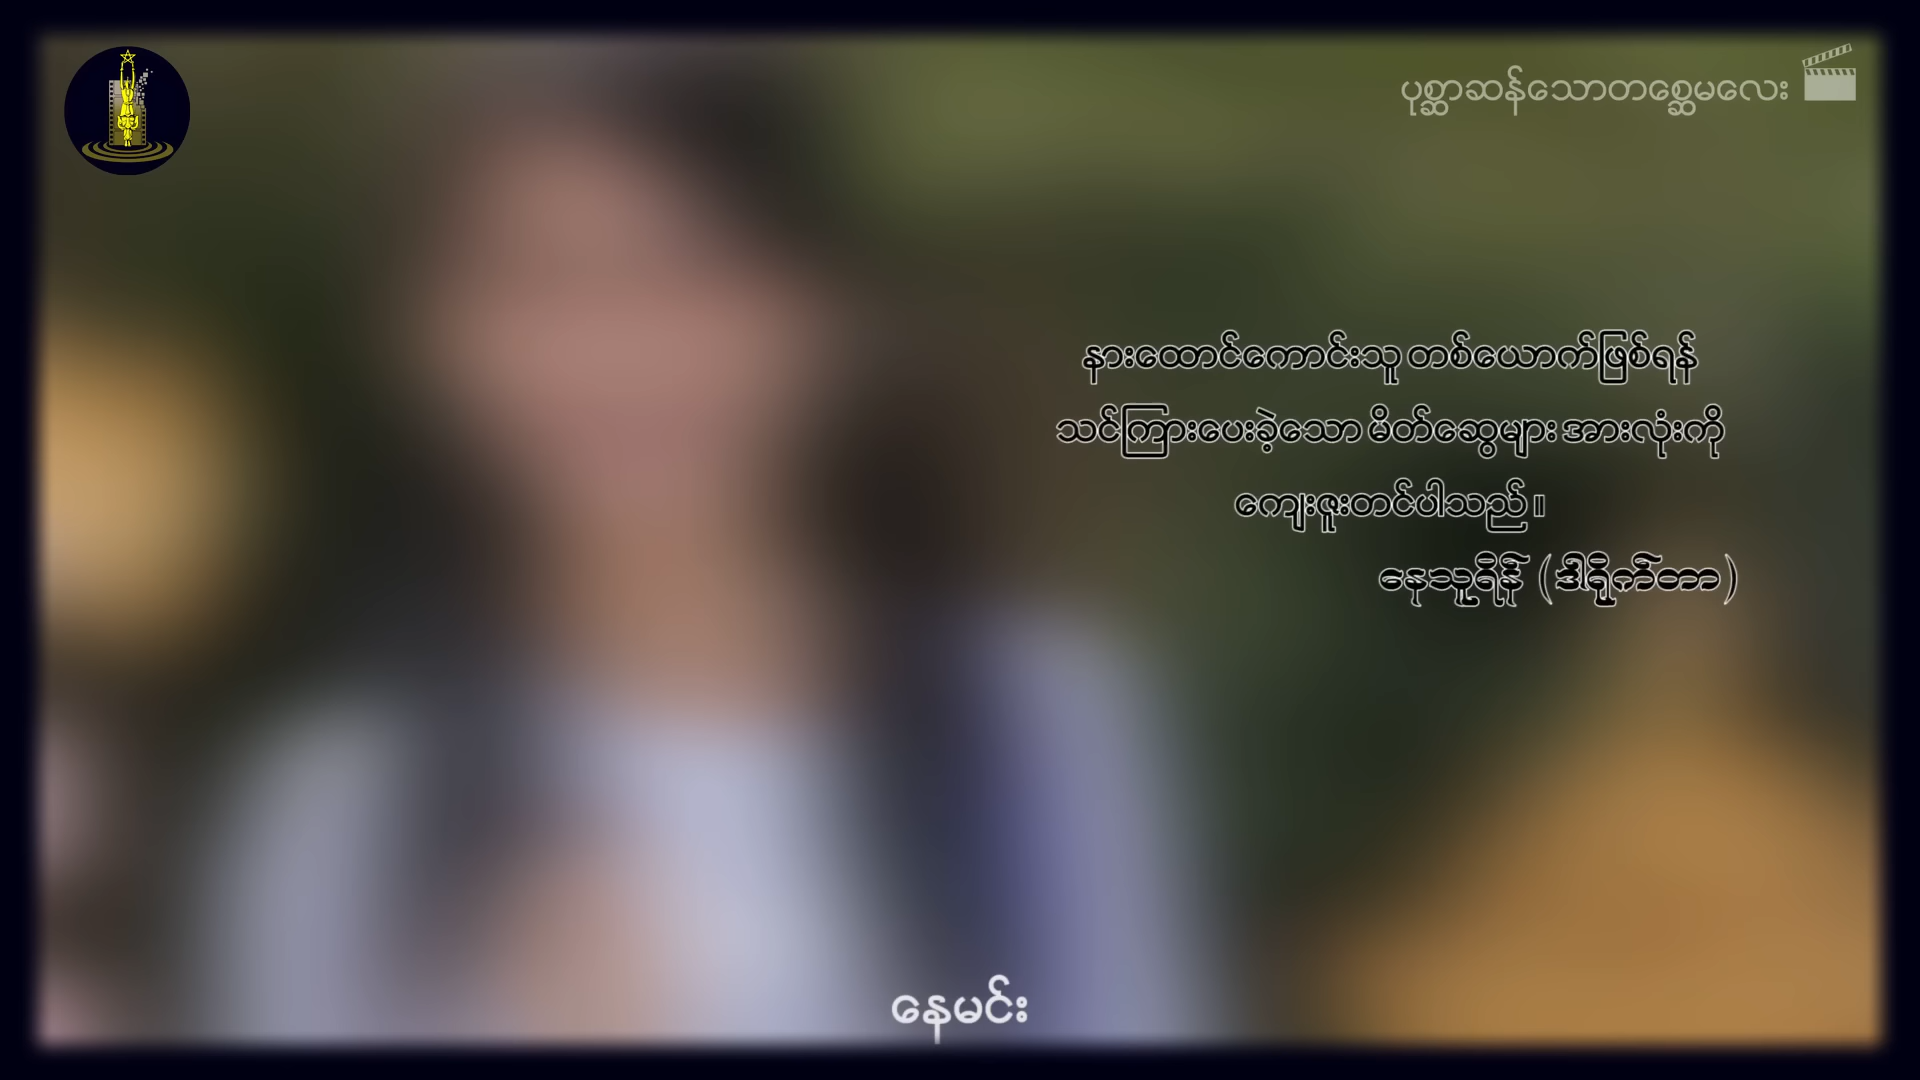 ပုစ္ဆာဆန်သောတစ္ဆေမလေး
နားထောင်ကောင်းသူ တစ်ယောက်ဖြစ်ရန်
သင်ကြားပေးခဲ့သော မိတ်ဆွေများ အားလုံးကို
ကျေးဇူးတင်ပါသည်။
နေသူရိန် (ဒါရိုက်တာ)
နေမင်း